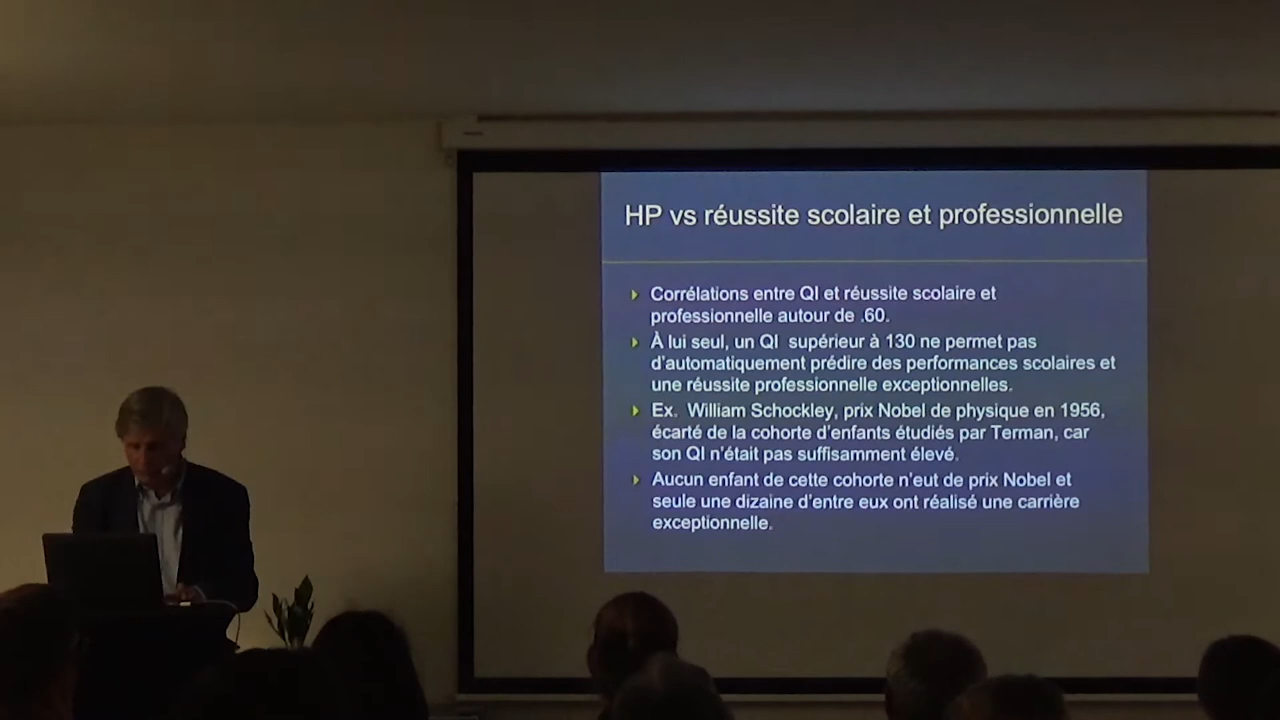 HP vs réussite scolaire et professionnelle
Corrélations entre QI et réussite scolaire et
professionnelle autour de .60.
À lui seul, un QI supérieur à 130 ne permet pas
d'automatiquement prédire des performances scolaires et
une réussite professionnelle exceptionnelles.
Ex. William Schockley, prix Nobel de physique en 1956,
écarté de la cohorte d'enfants étudiés par Terman, car
son QI n'était pas suffisamment élevé.
Aucun enfant de cette cohorte n'eut de prix Nobel et
seule une dizaine d'entre eux ont réalisé une carrière
exceptionnelle.